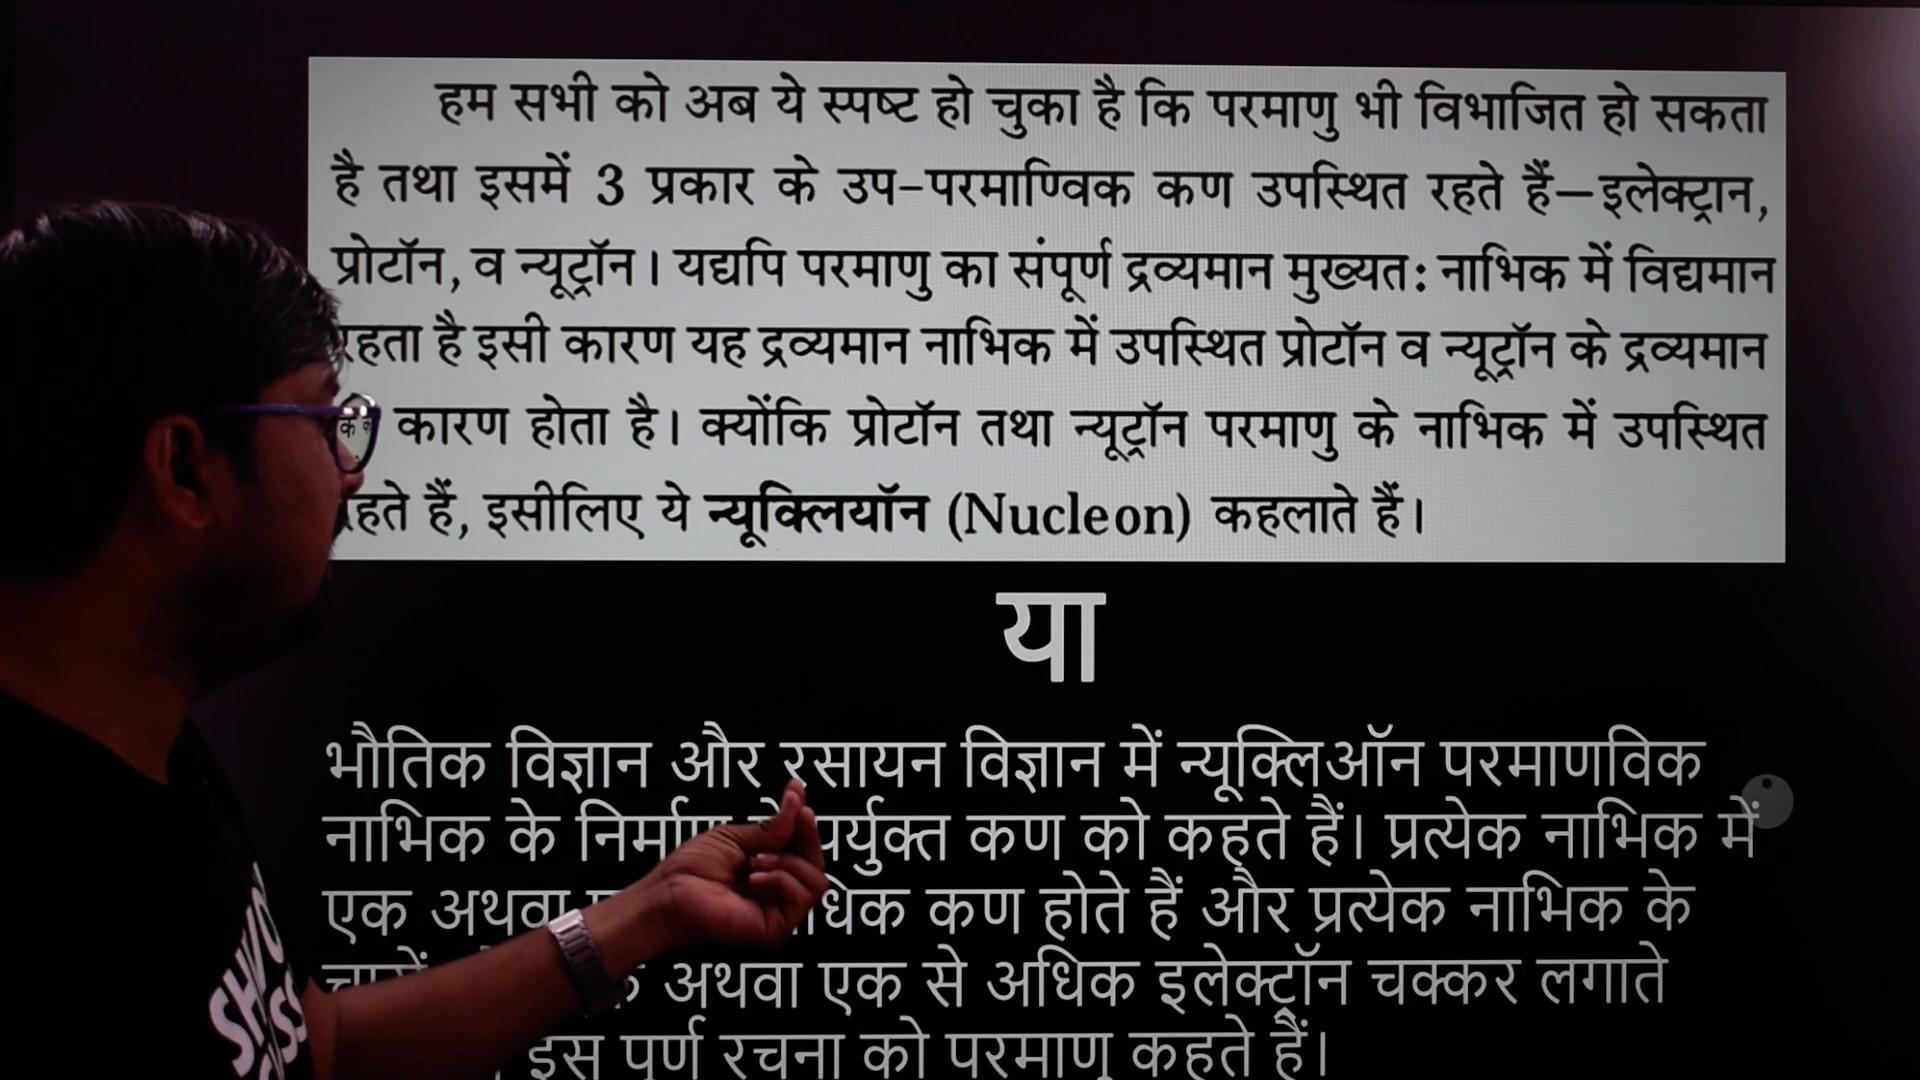 हम सभी को अब ये स्पष्ट हो चुका है कि परमाणु भी विभाजित हो सकता
है तथा इसमें 3 प्रकार के उप-परमाण्विक कण उपस्थित रहते हैं—इलेक्ट्रान,
प्रोटॉन, व न्यूट्रॉन। यद्यपि परमाणु का संपूर्ण द्रव्यमान मुख्यतः नाभिक में विद्यमान
रहता है इसी कारण यह द्रव्यमान नाभिक में उपस्थित प्रोटॉन व न्यूट्रॉन के द्रव्यमान
के कारण होता है। क्योंकि प्रोटॉन तथा न्यूट्रॉन परमाणु के नाभिक में उपस्थित
रहते हैं, इसीलिए ये न्यूक्लियॉन (Nucleon) कहलाते हैं।
या
भौतिक विज्ञान और रसायन विज्ञान में न्यूक्लिऑन परमाणविक
नाभिक के निर्माण कण को कहते हैं। प्रत्येक नाभिक में
एक अथवा कण होते हैं और प्रत्येक नाभिक के
अथवा एक से अधिक इलेक्ट्रॉन चक्कर लगाते
इस पूर्ण रचना को परमाणु कहते हैं।